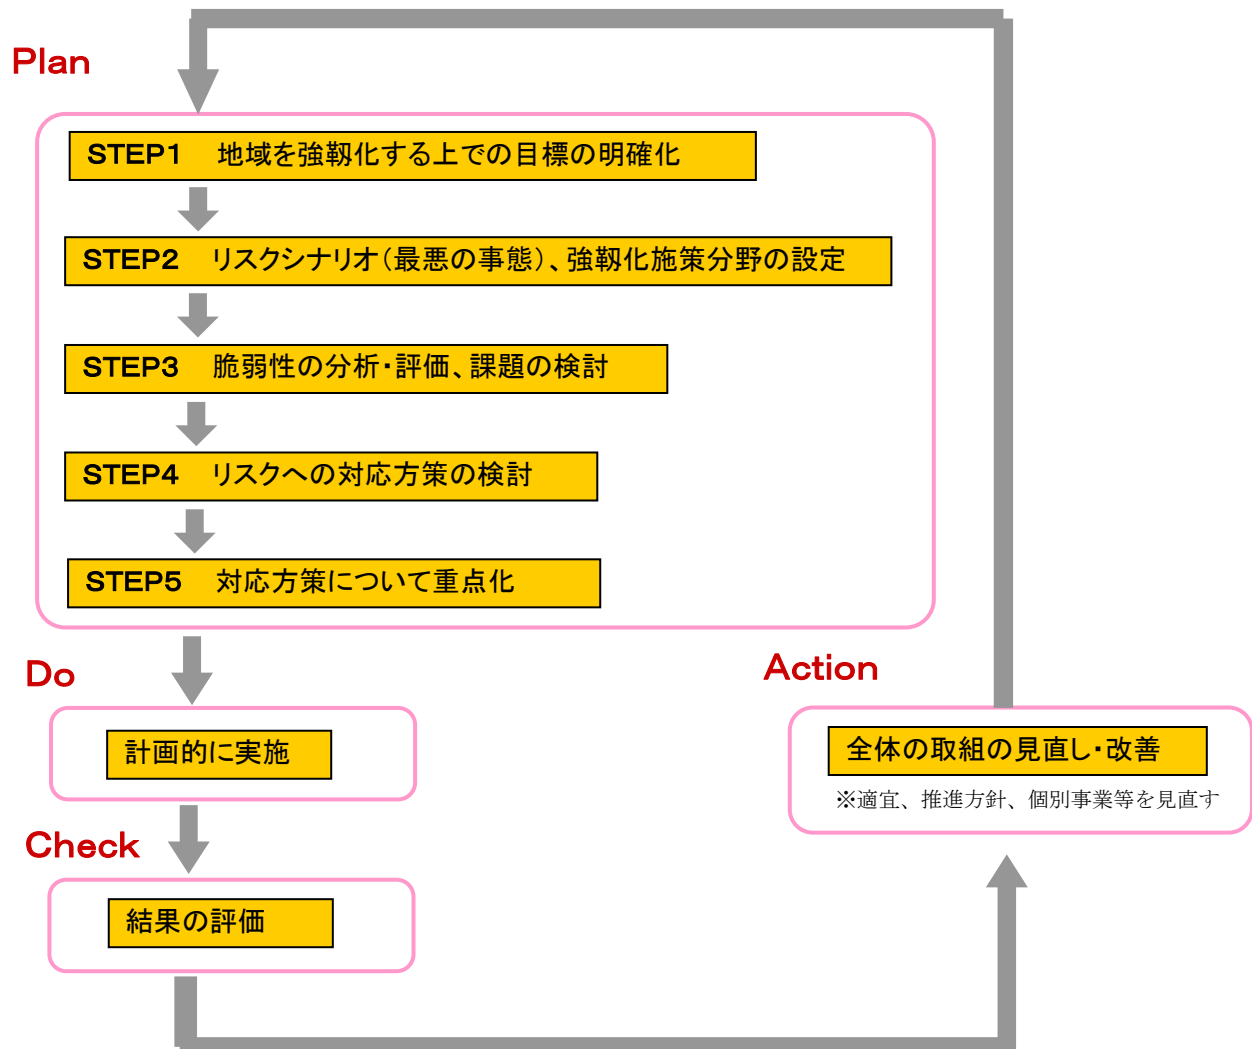 Plan
STEP1 地域を強靱化する上での目標の明確化
STEP2 リスクシナリオ（最悪の事態）、強靱化施策分野の設定
STEP3 脆弱性の分析・評価、課題の検討
STEP4 リスクへの対応方策の検討
STEP5 対応方策について重点化
Do
計画的に実施
Check
結果の評価
Action
全体の取組の見直し・改善
※適宜、推進方針、個別事業等を見直す